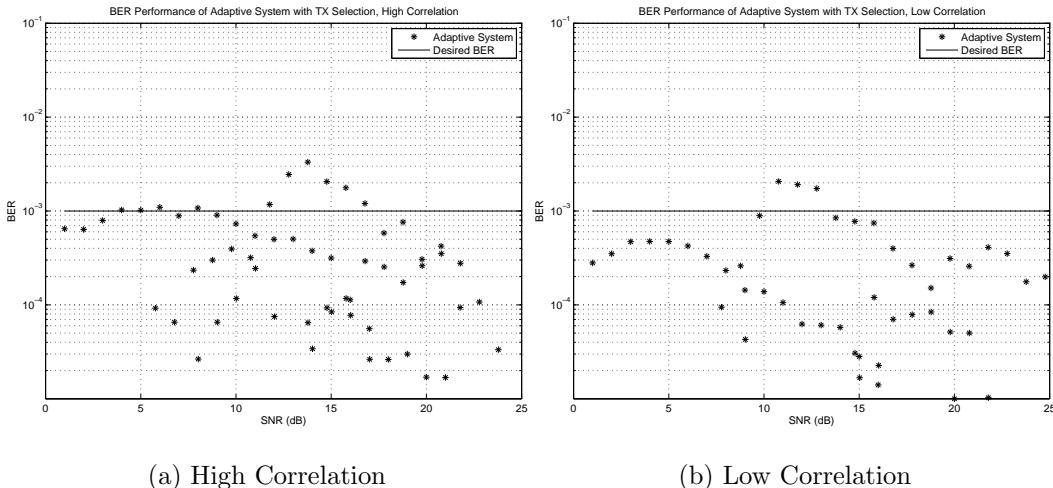 BER Performance of Adaptive System with TX Selection, High Correlation
Adaptive System
Desired BER
10^-1
10^-2
10^-3
10^-4
BER
0 5 10 15 20 25
SNR (dB)
(a) High Correlation
BER Performance of Adaptive System with TX Selection, Low Correlation
Adaptive System
Desired BER
10^-1
10^-2
10^-3
10^-4
BER
0 5 10 15 20 25
SNR (dB)
(b) Low Correlation